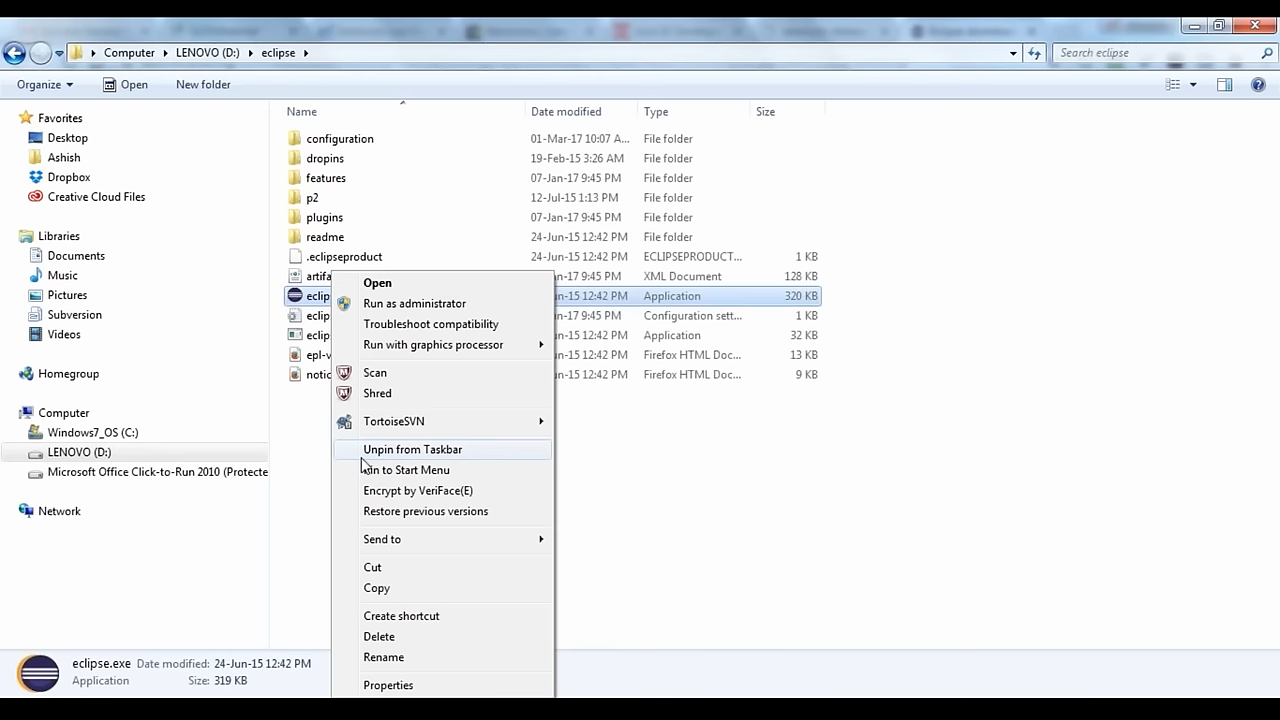 Computer LENOVO (D:) eclipse
Search eclipse
Organize Open New folder
Name Date modified Type Size
Favorites
Desktop
Ashish
Dropbox
Creative Cloud Files
Libraries
Documents
Music
Pictures
Subversion
Videos
Homegroup
Computer
Windows7_OS (C:)
LENOVO (D:)
Microsoft Office Click-to-Run 2010 (Protecte
Network
configuration 01-Mar-17 10:07 A... File folder
dropins 19-Feb-15 3:26 AM File folder
features 07-Jan-17 9:45 PM File folder
p2 12-Jul-15 1:13 PM File folder
plugins 07-Jan-17 9:45 PM File folder
readme 24-Jun-15 12:42 PM File folder
.eclipseproduct 24-Jun-15 12:42 PM ECLIPSEPRODUCT... 1 KB
artifa an-17 9:45 PM XML Document 128 KB
eclip un-15 12:42 PM Application 320 KB
eclip un-15 12:42 PM Configuration sett... 1 KB
eclip un-15 12:42 PM Application 32 KB
epl-v un-15 12:42 PM Firefox HTML Doc... 13 KB
notic un-15 12:42 PM Firefox HTML Doc... 9 KB
Open
Run as administrator
Troubleshoot compatibility
Run with graphics processor
Scan
Shred
TortoiseSVN
Unpin from Taskbar
in to Start Menu
Encrypt by VeriFace(E)
Restore previous versions
Send to
Cut
Copy
Create shortcut
Delete
Rename
Properties
eclipse.exe Date modified: 24-Jun-15 12:42 PM
Application Size: 319 KB